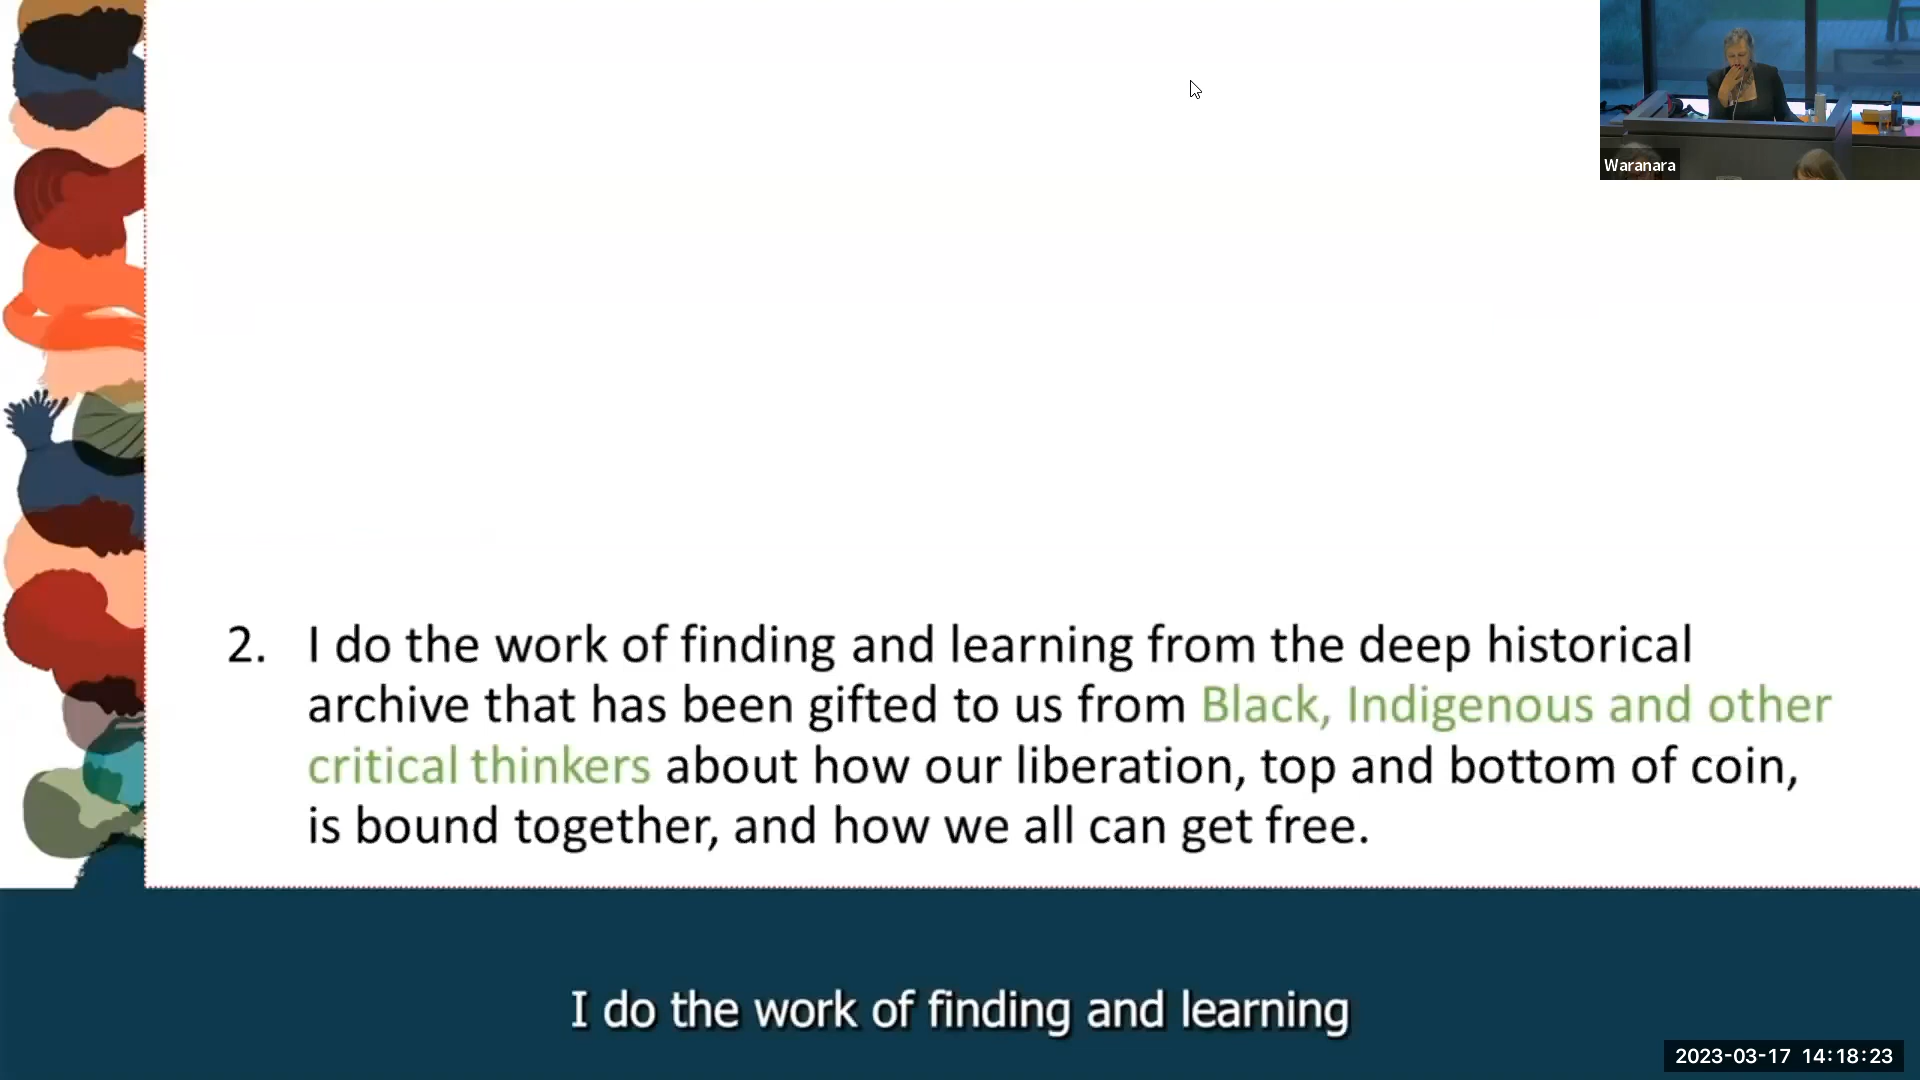 Waranara
2. I do the work of finding and learning from the deep historical
archive that has been gifted to us from Black, Indigenous and other
critical thinkers about how our liberation, top and bottom of coin,
is bound together, and how we all can get free.
I do the work of finding and learning
2023-03-17 14:18:23